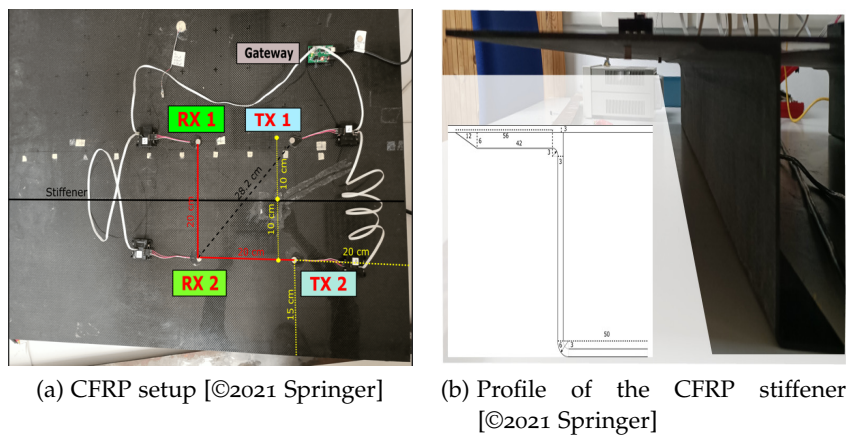 Gateway
RX 1
TX 1
Stiffener
28.2 cm
10 cm
20 cm
10 cm
20 cm
RX 2
TX 2
15 cm
3
12
56
6
42
3
3
50
6
3
(a) CFRP setup [©2021 Springer]
(b) Profile of the CFRP stiffener
[©2021 Springer]